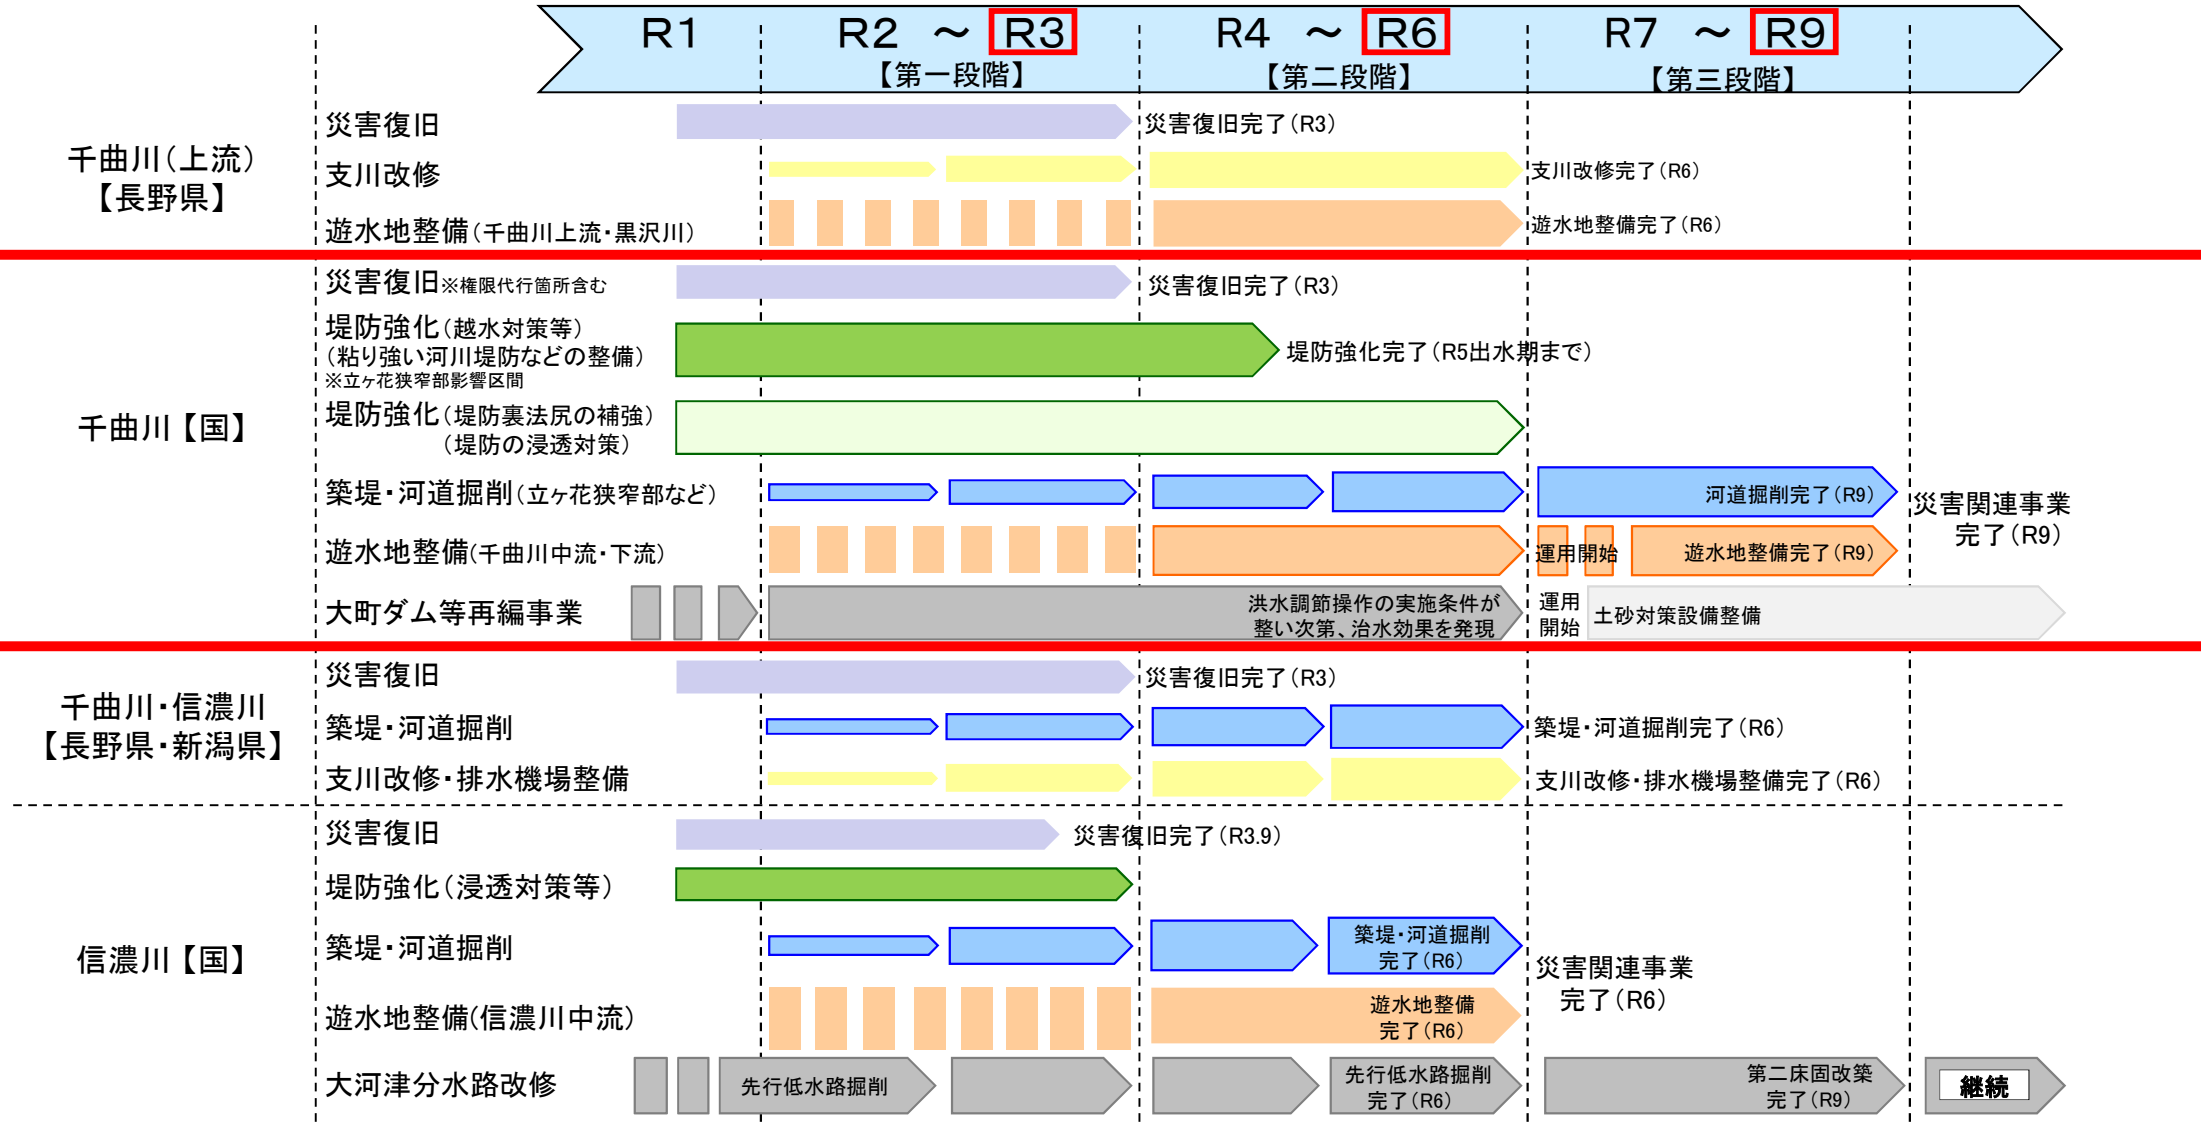 R1
R2 ～ R3
【第一段階】
R4 ～ R6
【第二段階】
R7 ～ R9
【第三段階】
千曲川（上流）
【長野県】
災害復旧
災害復旧完了（R3）
支川改修
支川改修完了（R6）
遊水地整備（千曲川上流・黒沢川）
遊水地整備完了（R6）
千曲川【国】
災害復旧※権限代行箇所含む
災害復旧完了（R3）
堤防強化（越水対策等）
（粘り強い河川堤防などの整備）
※立ヶ花狭窄部影響区間
堤防強化完了（R5出水期まで）
堤防強化（堤防裏法尻の補強）
（堤防の浸透対策）
築堤・河道掘削（立ヶ花狭窄部など）
河道掘削完了（R9）
遊水地整備（千曲川中流・下流）
運用開始
遊水地整備完了（R9）
災害関連事業
完了（R9）
大町ダム等再編事業
洪水調節操作の実施条件が
整い次第、治水効果を発現
運用
開始
土砂対策設備整備
千曲川・信濃川
【長野県・新潟県】
災害復旧
災害復旧完了（R3）
築堤・河道掘削
築堤・河道掘削完了（R6）
支川改修・排水機場整備
支川改修・排水機場整備完了（R6）
信濃川【国】
災害復旧
災害復旧完了（R3.9）
堤防強化（浸透対策等）
築堤・河道掘削
築堤・河道掘削
完了（R6）
遊水地整備（信濃川中流）
遊水地整備
完了（R6）
災害関連事業
完了（R6）
大河津分水路改修
先行低水路掘削
先行低水路掘削
完了（R6）
第二床固改築
完了（R9）
継続